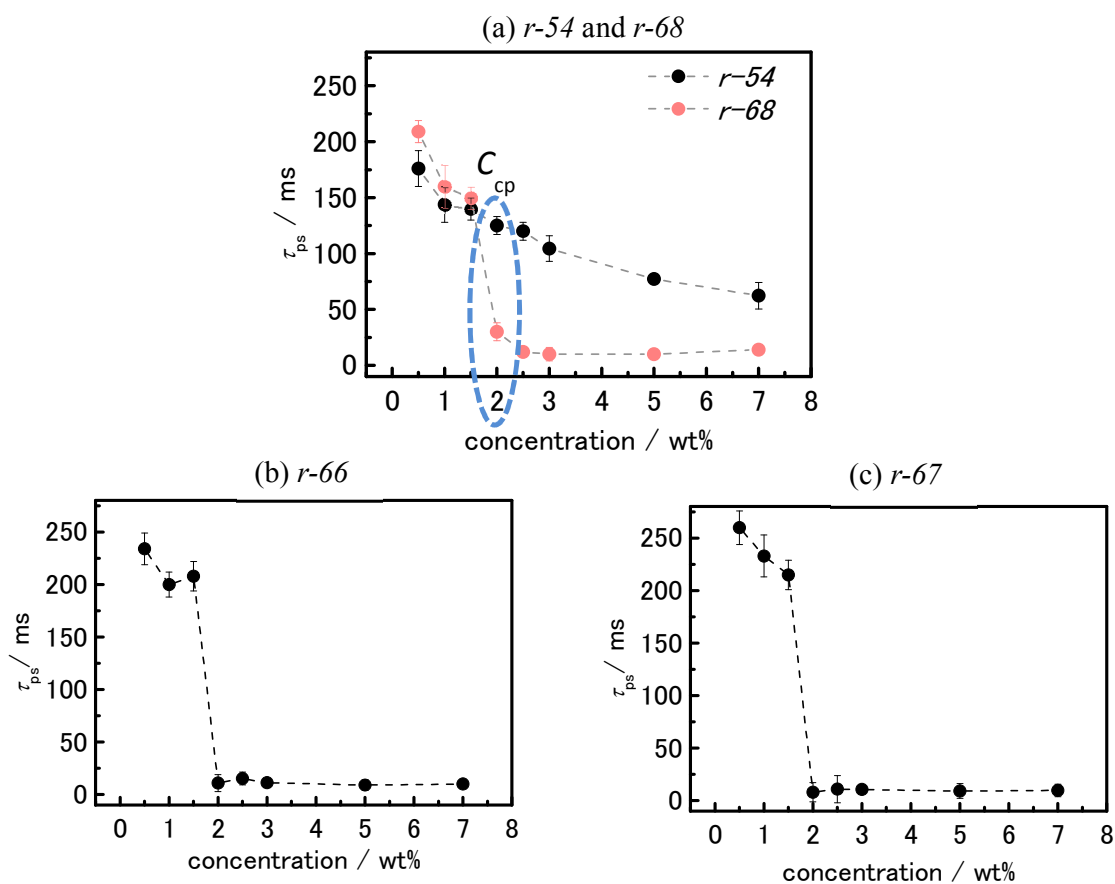 (a) r-54 and r-68
250
200
150
100
50
0
τps / ms
r-54
r-68
Ccp
0 1 2 3 4 5 6 7 8
concentration / wt%
(b) r-66
250
200
150
100
50
0
τps / ms
0 1 2 3 4 5 6 7 8
concentration / wt%
(c) r-67
250
200
150
100
50
0
τps / ms
0 1 2 3 4 5 6 7 8
concentration / wt%